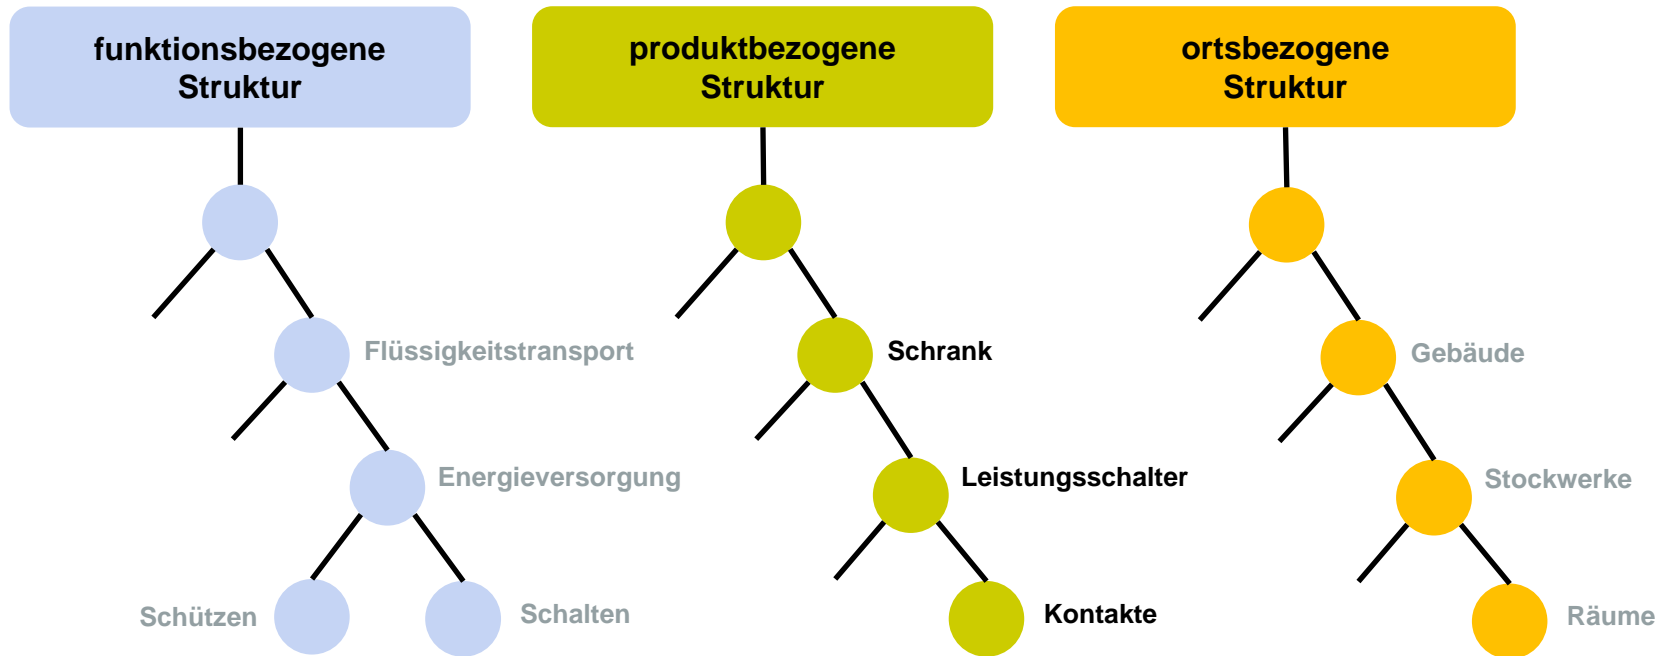 funktionsbezogene
Struktur
produktbezogene
Struktur
ortsbezogene
Struktur
Flüssigkeitstransport
Schrank
Gebäude
Energieversorgung
Leistungsschalter
Stockwerke
Schützen
Schalten
Kontakte
Räume